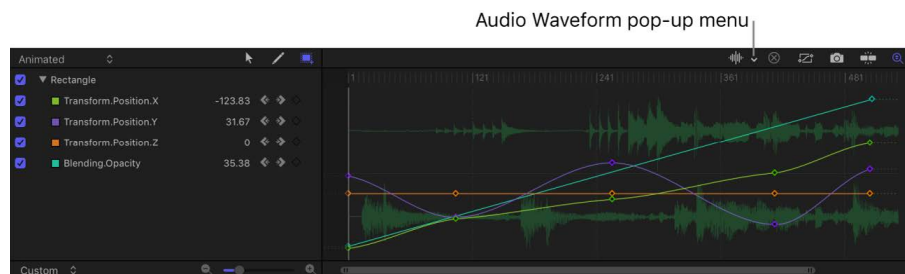 Audio Waveform pop-up menu
Animated
Rectangle
1 121 241 361 481
Transform.Position.X -123.83
Transform.Position.Y 31.67
Transform.Position.Z 0
Blending.Opacity 35.38
Custom